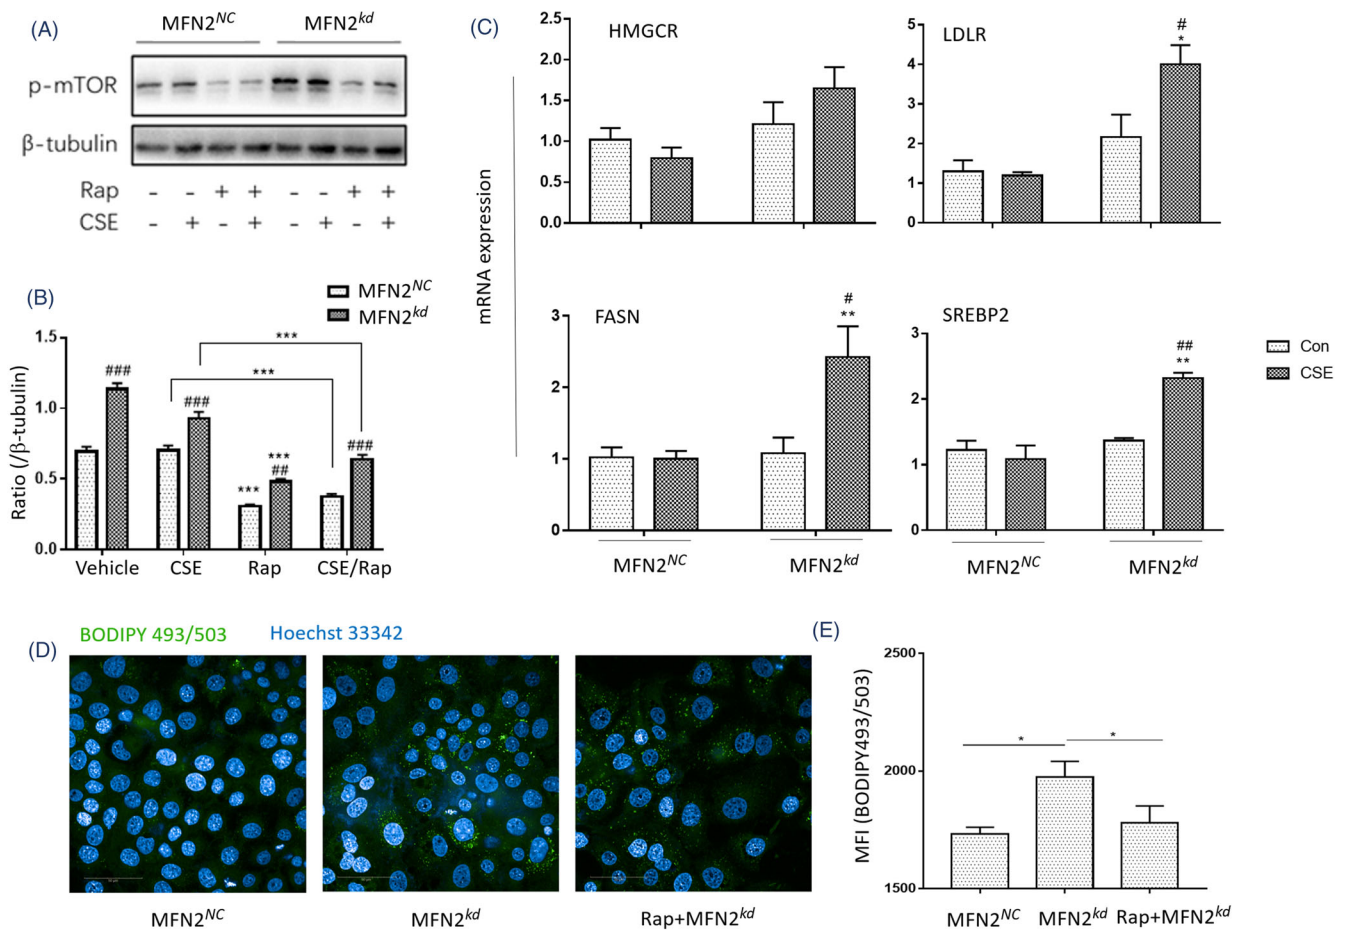 (A)
MFN2NC MFN2kd
p-mTOR
β-tubulin
Rap - - + + - - + +
CSE - + - + - + - +
(B)
MFN2NC
MFN2kd
Ratio (/β-tubulin)
1.5
1.0
0.5
0.0
***
***
###
###
***
***
##
###
Vehicle CSE Rap CSE/Rap
(C)
mRNA expression
HMGCR
2.5
2.0
1.5
1.0
0.5
0.0
LDLR
5
4
3
2
1
0
#
*
FASN
3
2
1
0
#
**
MFN2NC MFN2kd
SREBP2
3
2
1
0
##
**
MFN2NC MFN2kd
Con
CSE
(D)
BODIPY 493/503 Hoechst 33342
MFN2NC MFN2kd Rap+MFN2kd
(E)
MFI (BODIPY493/503)
2500
2000
1500
*
*
MFN2NC MFN2kd Rap+MFN2kd